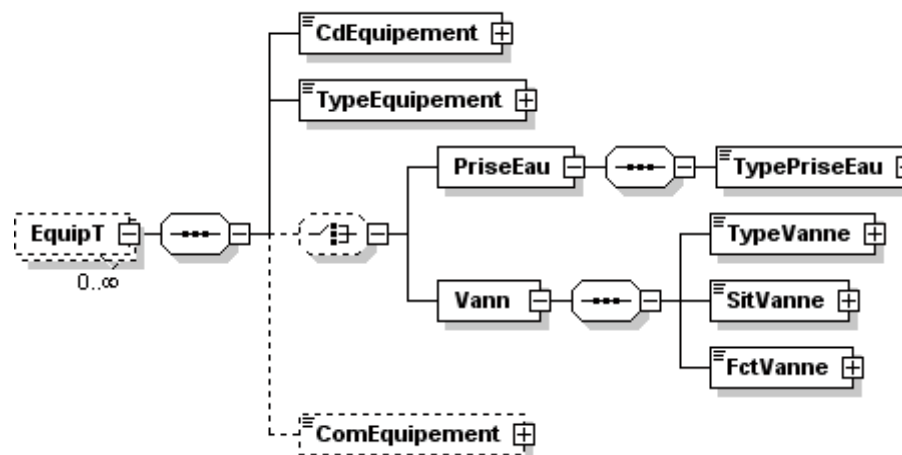 CdEquipement
TypeEquipement
PriseEau
TypePriseEau
EquipT
0..∞
TypeVanne
Vann
SitVanne
FctVanne
ComEquipement